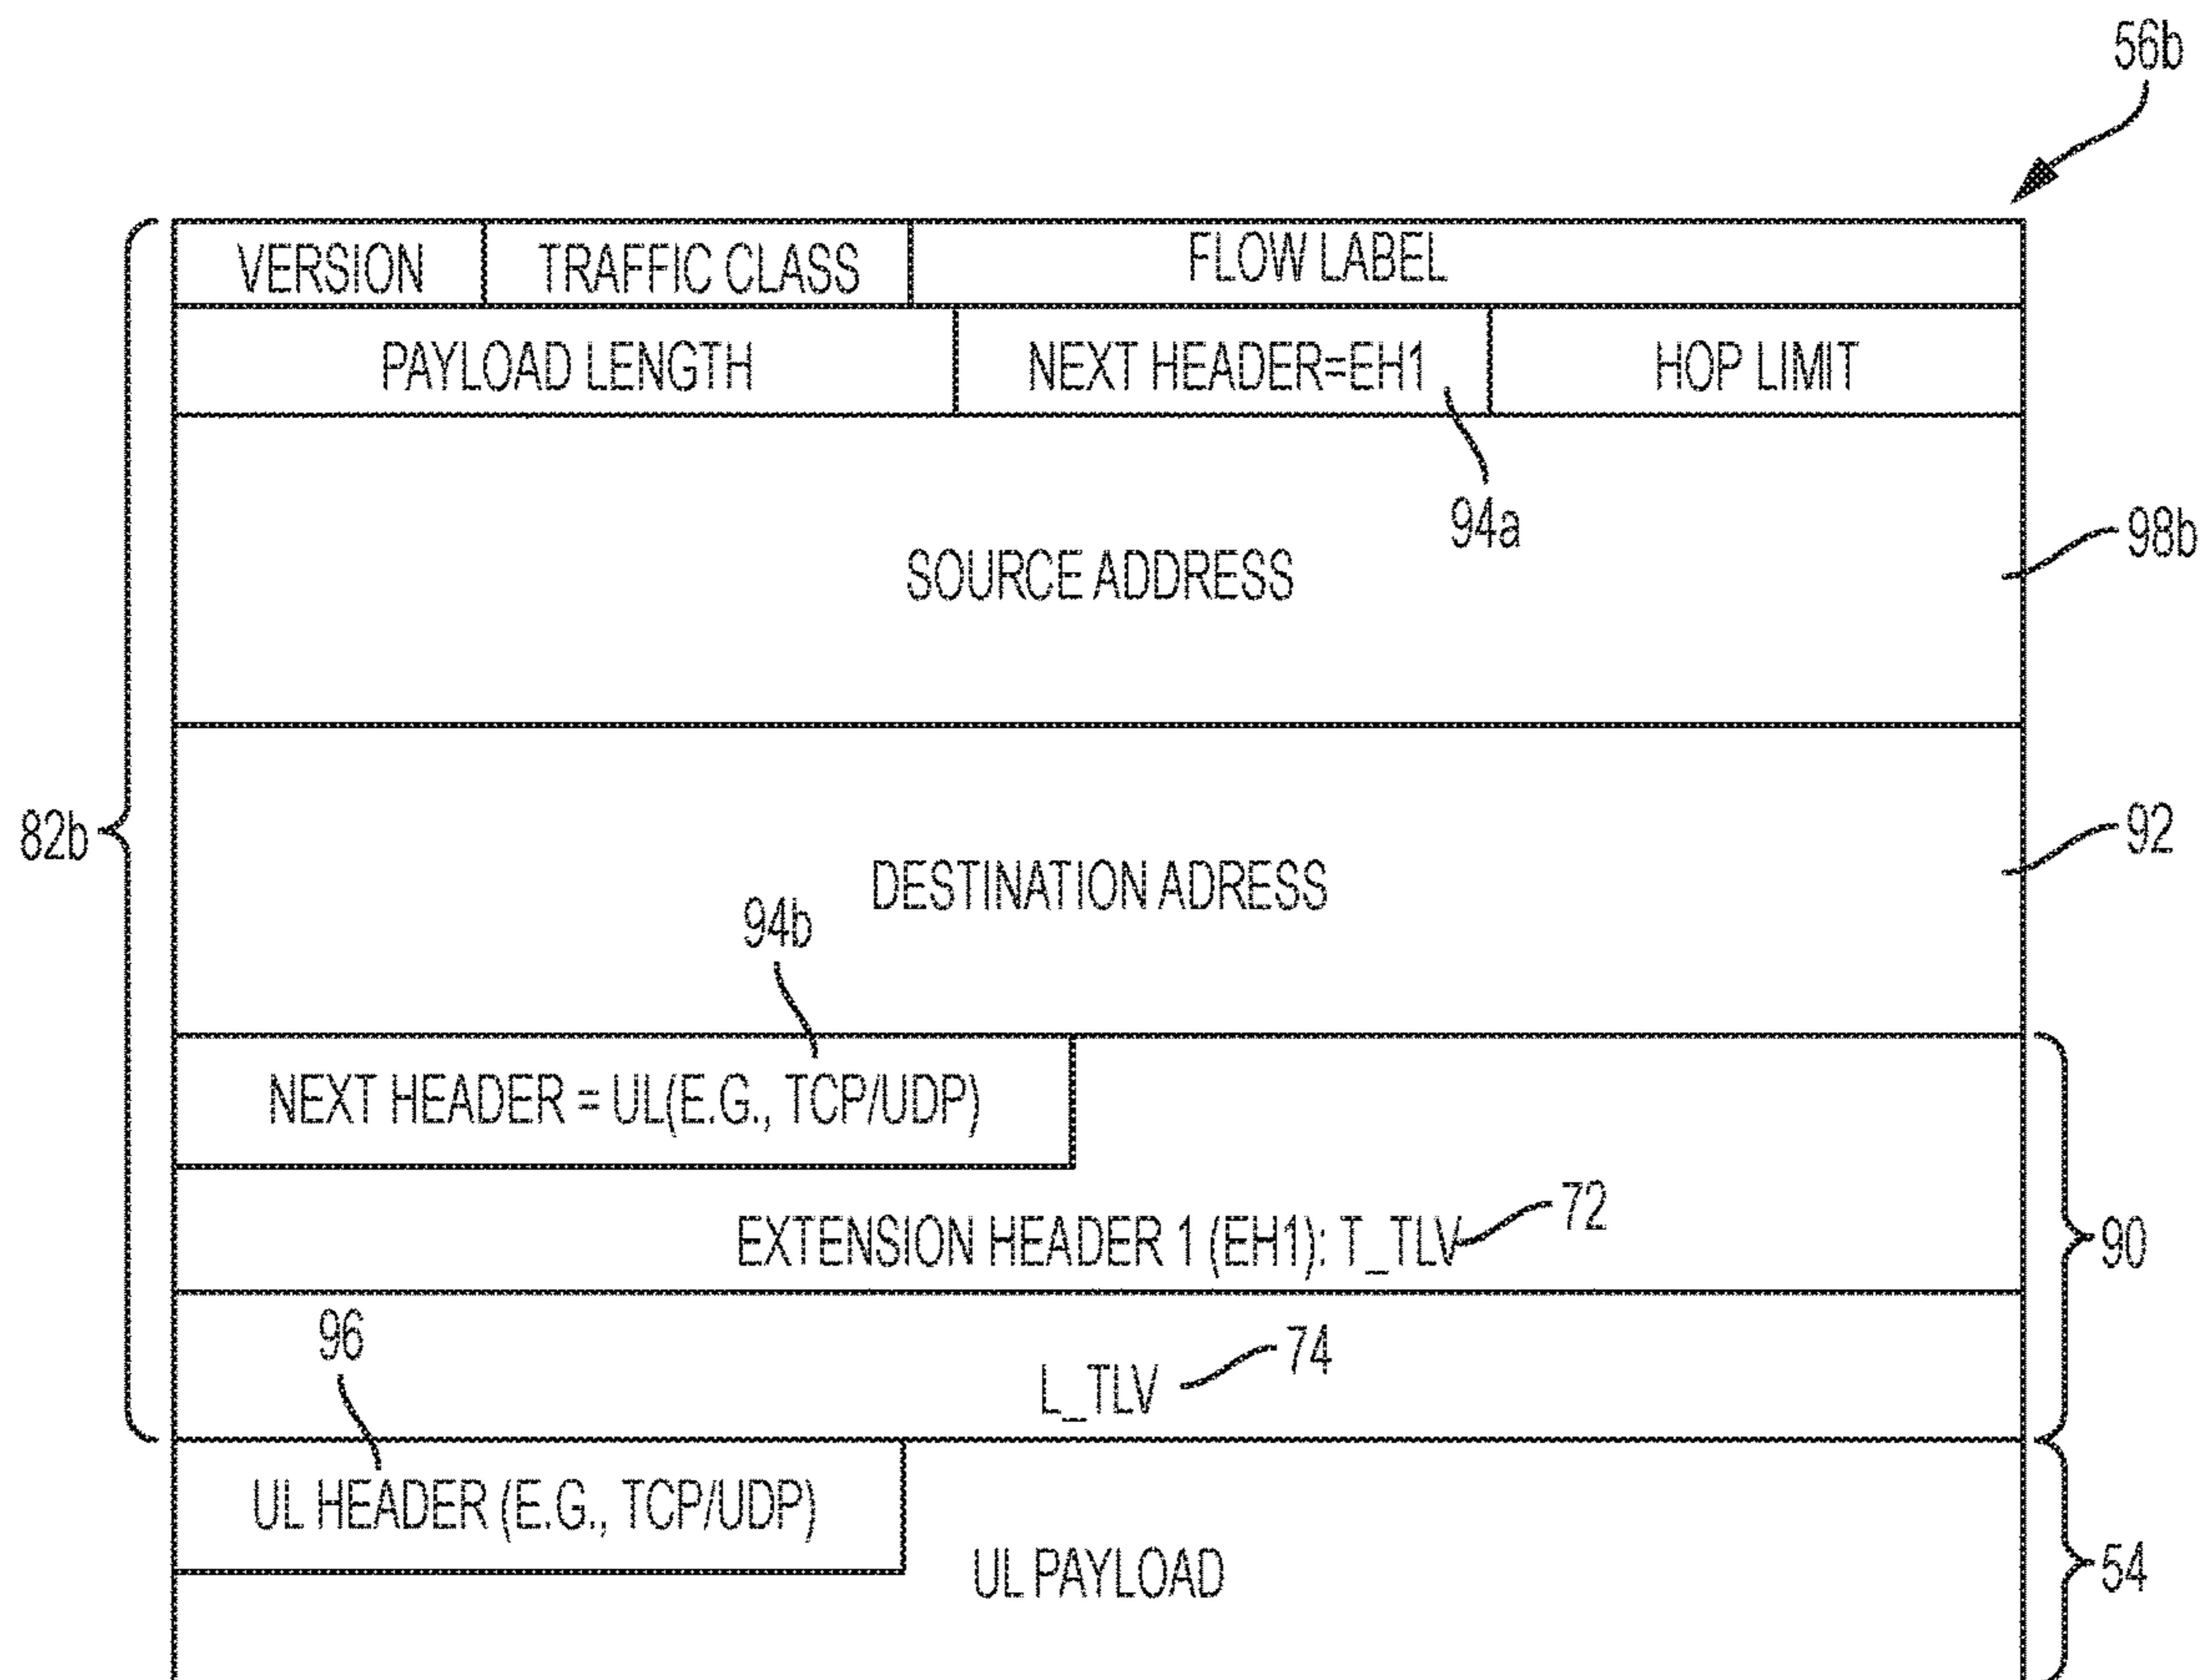 56b
VERSION TRAFFIC CLASS FLOW LABEL
PAYLOAD LENGTH NEXT HEADER=EH1 HOP LIMIT
94a
98b
SOURCE ADDRESS
82b
92
DESTINATION ADRESS
94b
NEXT HEADER = UL(E.G., TCP/UDP)
EXTENSION HEADER 1 (EH1): T_TLV 72
90
96
L_TLV 74
UL HEADER (E.G., TCP/UDP)
UL PAYLOAD
54